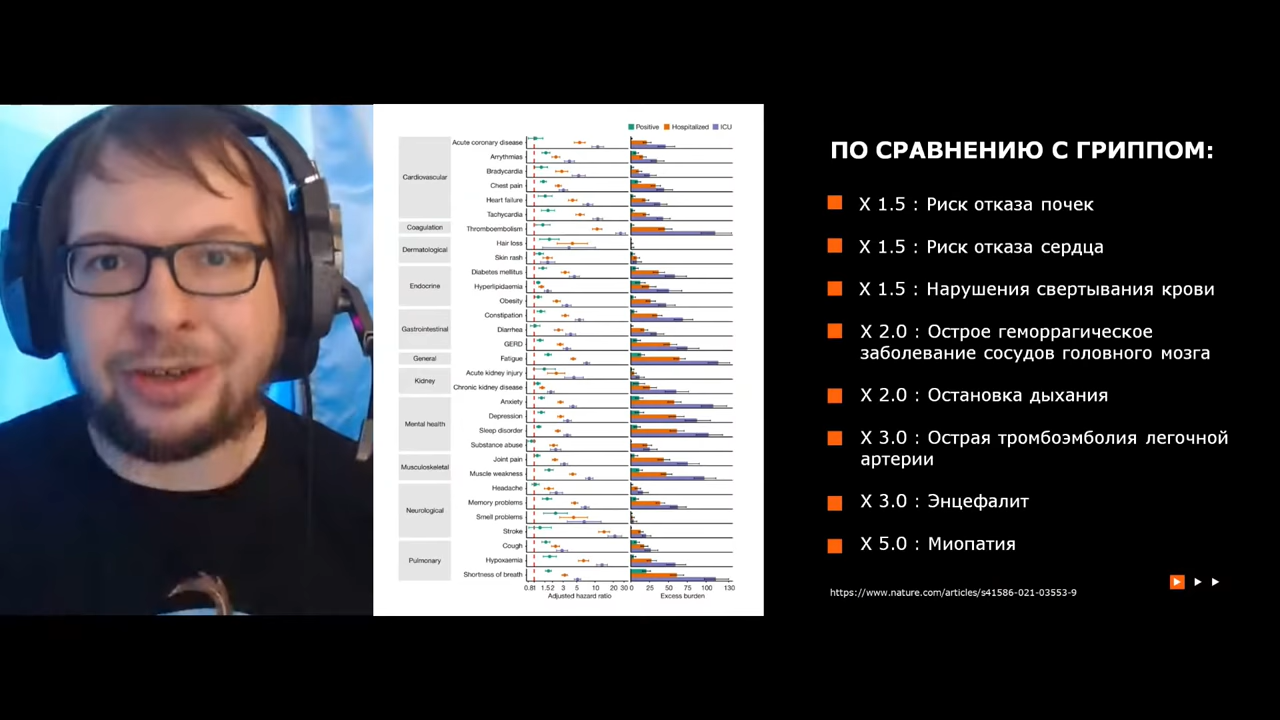 Positive Hospitalized ICU
Cardiovascular
Acute coronary disease
Arrythmias
Bradycardia
Chest pain
Heart failure
Tachycardia
Coagulation
Thromboembolism
Dermatological
Hair loss
Skin rash
Endocrine
Diabetes mellitus
Hyperlipidaemia
Obesity
Gastrointestinal
Constipation
Diarrhea
GERD
General
Fatigue
Kidney
Acute kidney injury
Chronic kidney disease
Mental health
Anxiety
Depression
Sleep disorder
Substance abuse
Musculoskeletal
Joint pain
Muscle weakness
Neurological
Headache
Memory problems
Smell problems
Stroke
Pulmonary
Cough
Hypoxaemia
Shortness of breath
0.81 1.52 3 5 10 20 30 0 25 50 75 100 130
Adjusted hazard ratio Excess burden
ПО СРАВНЕНИЮ С ГРИППОМ:
X 1.5 : Риск отказа почек
X 1.5 : Риск отказа сердца
X 1.5 : Нарушения свертывания крови
X 2.0 : Острое геморрагическое
заболевание сосудов головного мозга
X 2.0 : Остановка дыхания
X 3.0 : Острая тромбоэмболия легочной
артерии
X 3.0 : Энцефалит
X 5.0 : Миоптия
https://www.nature.com/articles/s41586-021-03553-9